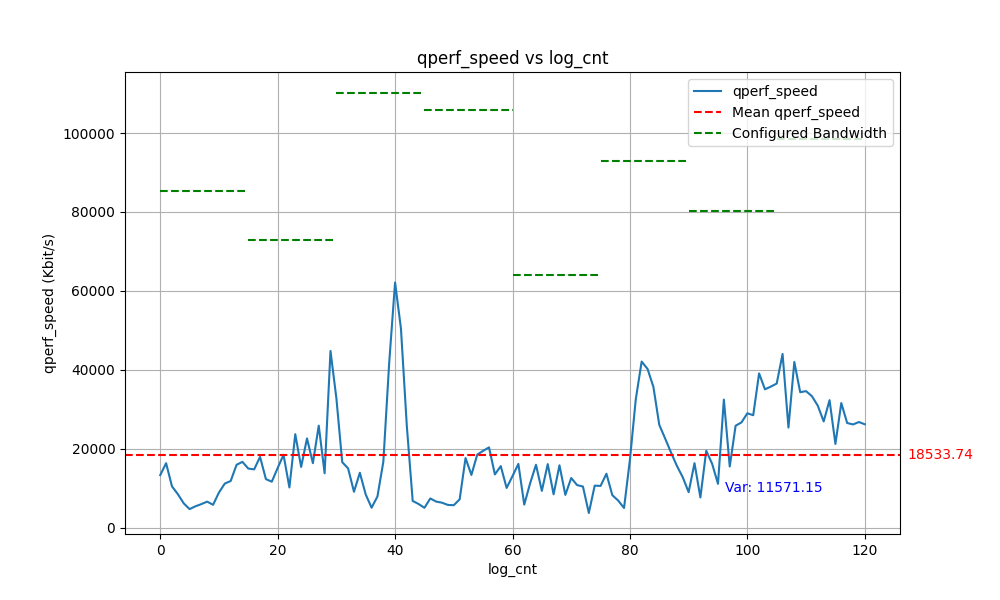 qperf_speed vs log_cnt
qperf_speed
Mean qperf_speed
Configured Bandwidth
qperf_speed (Kbit/s)
100000
80000
60000
40000
20000
0
18533.74
Var: 11571.15
0 20 40 60 80 100 120
log_cnt